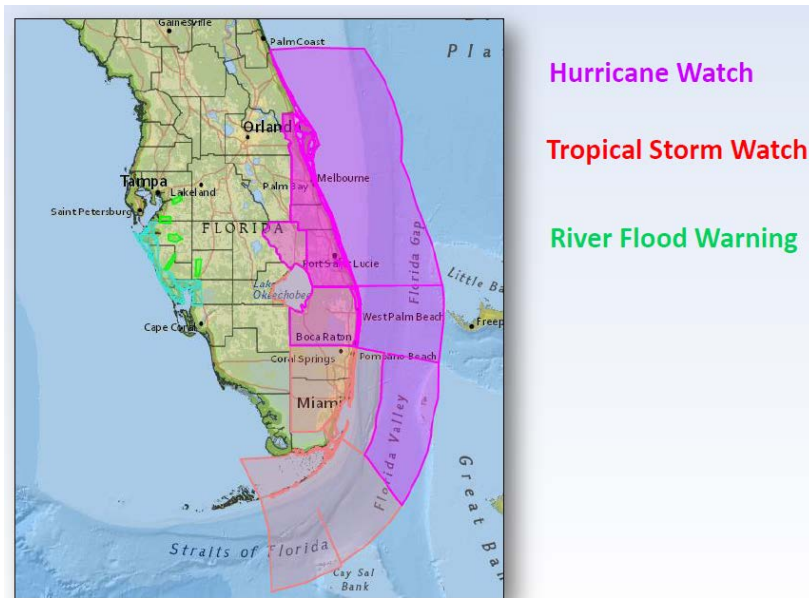 Gainesville
Palm Coast
Pla
Hurricane Watch
Orland
Tropical Storm Watch
Tampa
Lakeland
Palm Bay
Melbourne
Saint Petersburg
FLORIDA
River Flood Warning
Florida Gap
Port Saint Lucie
Lake
Okeechobee
Little Ba
Cape Coral
West Palm Beach
Freep
Boca Raton
Coral Springs
Pompano Beach
Miami
Florida Valley
Great Ban
Straits of Florida
Cay Sal
Bank